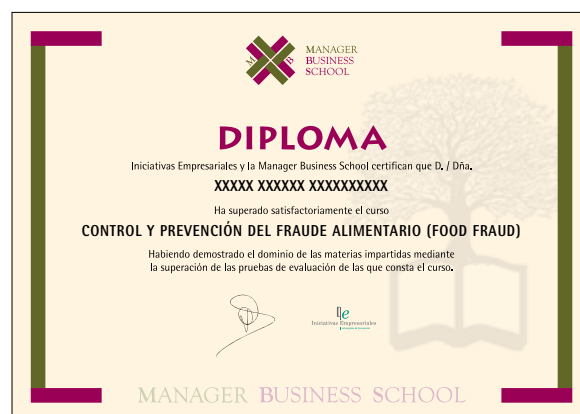 M B
MANAGER
BUSINESS
SCHOOL
DIPLOMA
Iniciativas Empresariales y la Manager Business School certifican que D. / Dña.
XXXXX XXXXXX XXXXXXXXXX
Ha superado satisfactoriamente el curso
CONTROL Y PREVENCIÓN DEL FRAUDE ALIMENTARIO (FOOD FRAUD)
Habiendo demostrado el dominio de las materias impartidas mediante
la superación de las pruebas de evaluación de las que consta el curso.
Iniciativas Empresariales
MANAGER BUSINESS SCHOOL